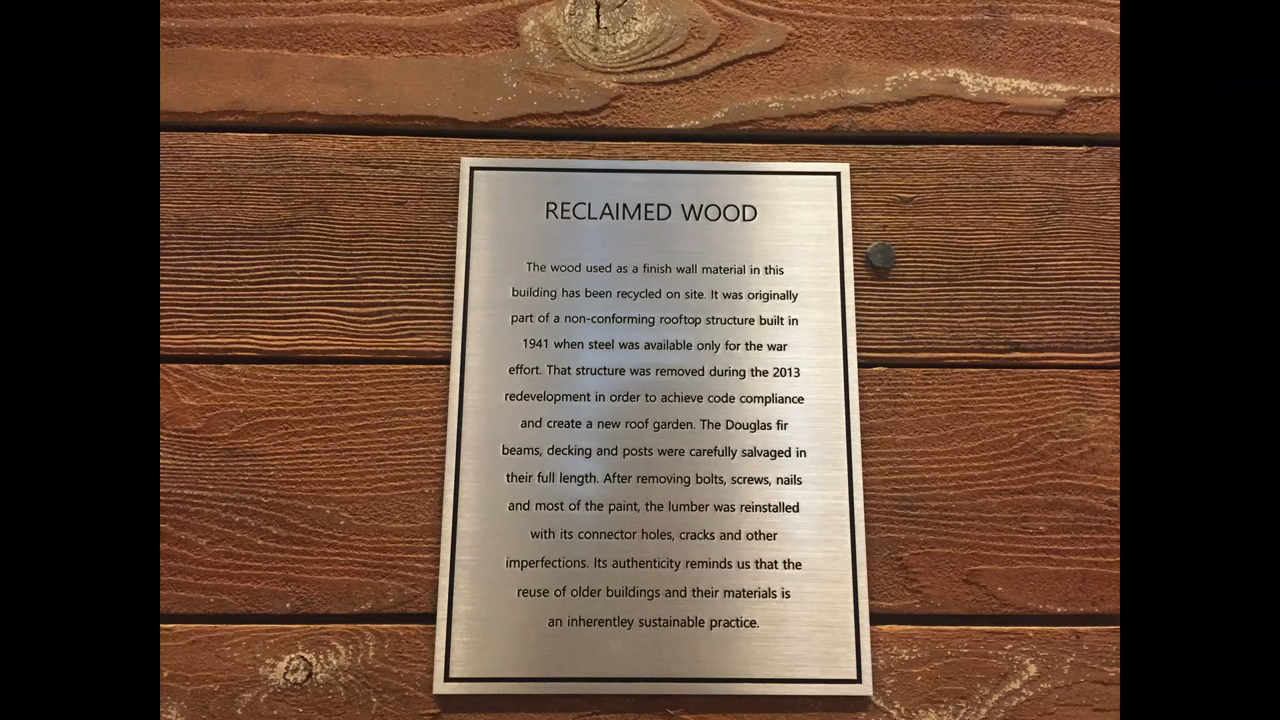 RECLAIMED WOOD
The wood used as a finish wall material in this
building has been recycled on site. It was originally
part of a non-conforming rooftop structure built in
1941 when steel was available only for the war
effort. That structure was removed during the 2013
redevelopment in order to achieve code compliance
and create a new roof garden. The Douglas fir
beams, decking and posts were carefully salvaged in
their full length. After removing bolts, screws, nails
and most of the paint, the lumber was reinstalled
with its connector holes, cracks and other
imperfections. Its authenticity reminds us that the
reuse of older buildings and their materials is
an inherentley sustainable practice.